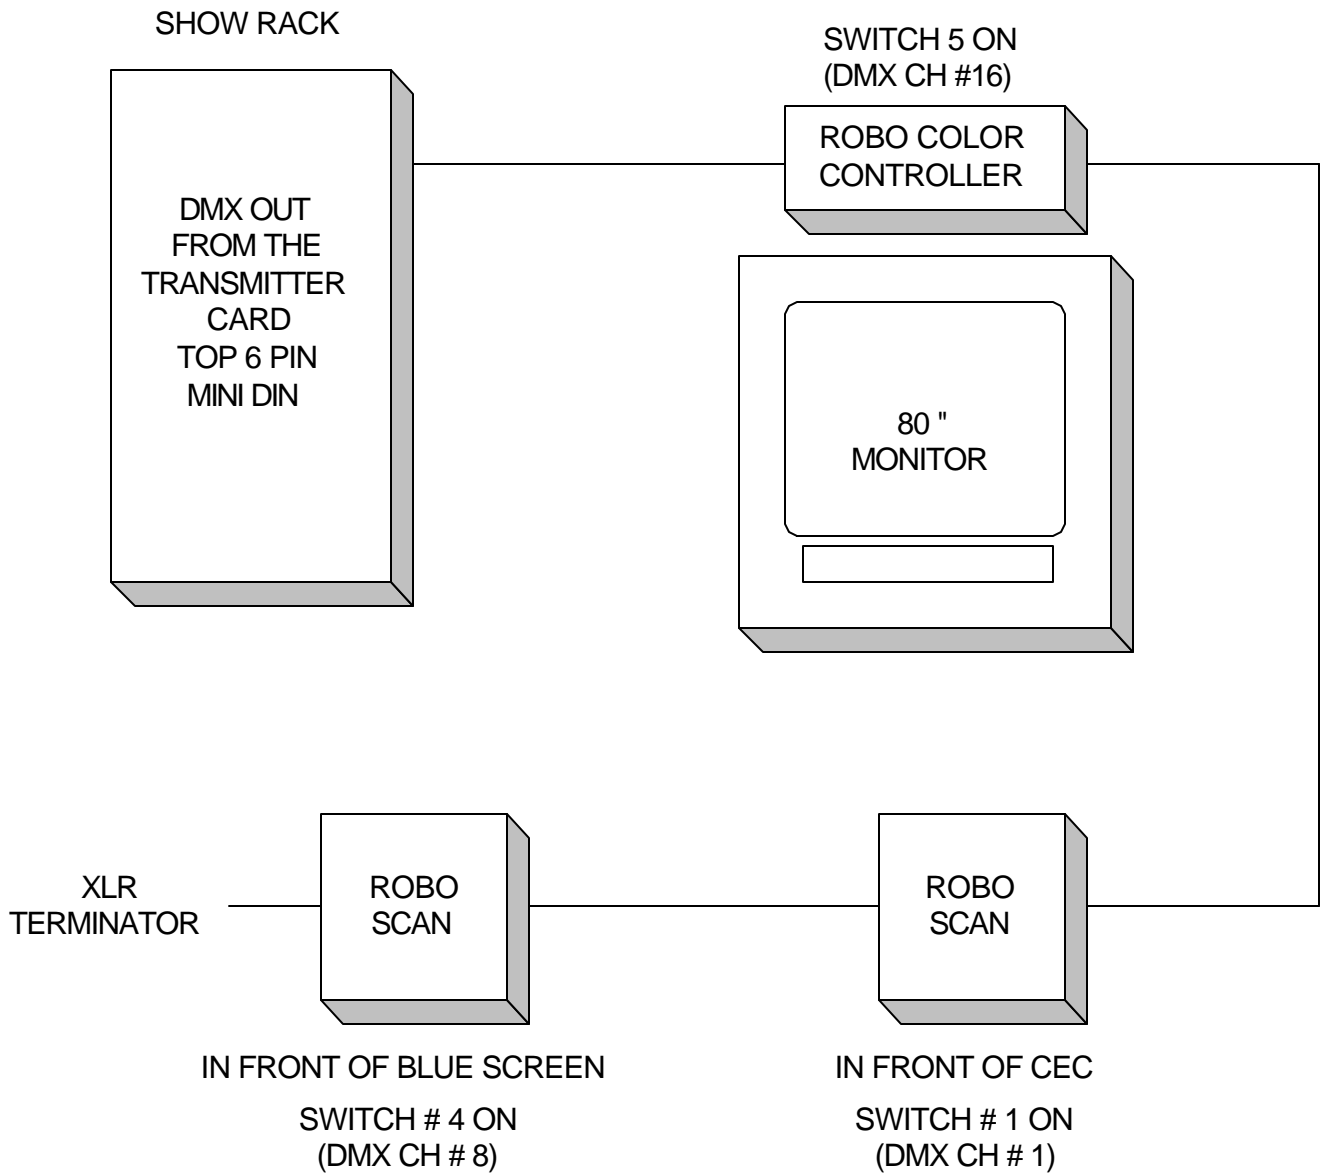 SHOW RACK
DMX OUT
FROM THE
TRANSMITTER
CARD
TOP 6 PIN
MINI DIN
SWITCH 5 ON
(DMX CH #16)
ROBO COLOR
CONTROLLER
80 "
MONITOR
XLR
TERMINATOR
ROBO
SCAN
IN FRONT OF BLUE SCREEN
SWITCH # 4 ON
(DMX CH # 8)
ROBO
SCAN
IN FRONT OF CEC
SWITCH # 1 ON
(DMX CH # 1)